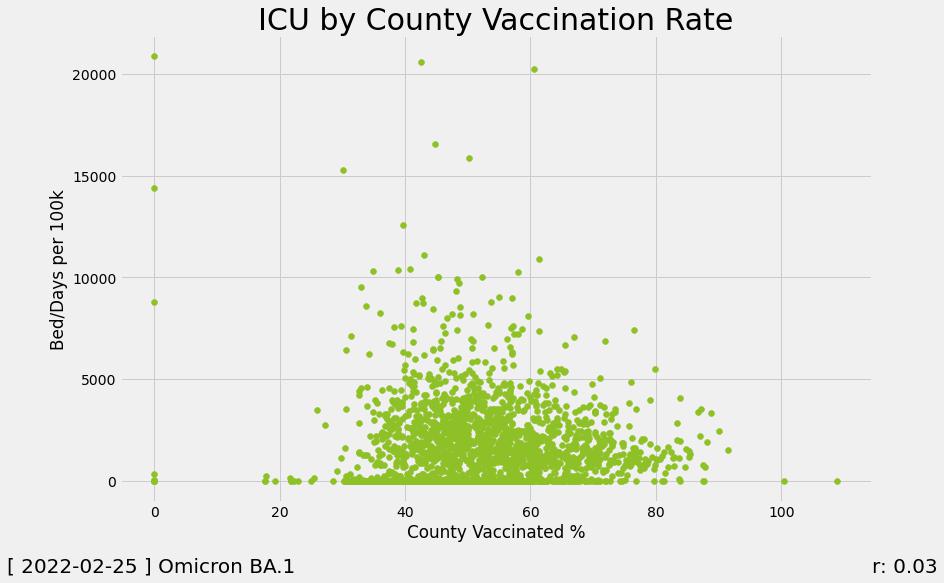 ICU by County Vaccination Rate
20000
15000
10000
5000
0
Bed/Days per 100k
0 20 40 60 80 100
County Vaccinated %
[ 2022-02-25 ] Omicron BA.1 r: 0.03